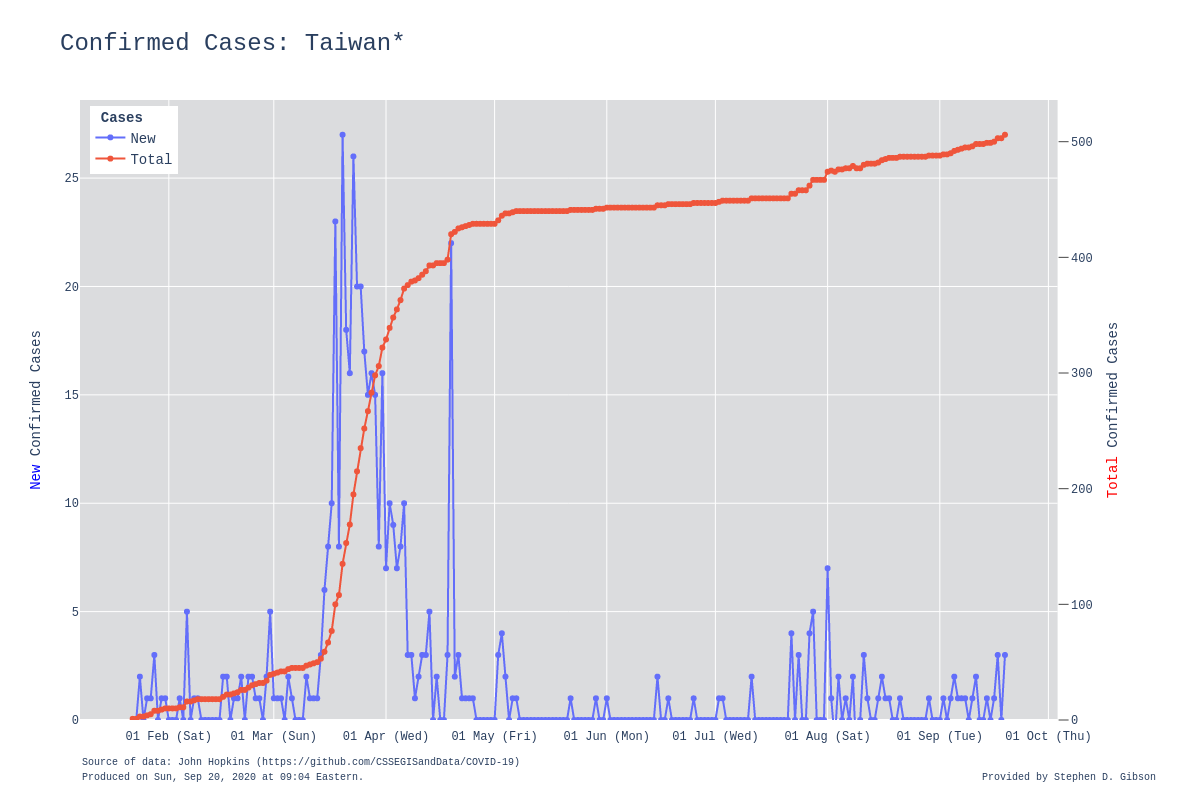 Confirmed Cases: Taiwan*
Cases
New
Total
25
20
15
10
5
0
500
400
300
200
100
0
New Confirmed Cases
Total Confirmed Cases
01 Feb (Sat) 01 Mar (Sun) 01 Apr (Wed) 01 May (Fri) 01 Jun (Mon) 01 Jul (Wed) 01 Aug (Sat) 01 Sep (Tue) 01 Oct (Thu)
Source of data: John Hopkins (https://github.com/CSSEGISandData/COVID-19)
Produced on Sun, Sep 20, 2020 at 09:04 Eastern.
Provided by Stephen D. Gibson